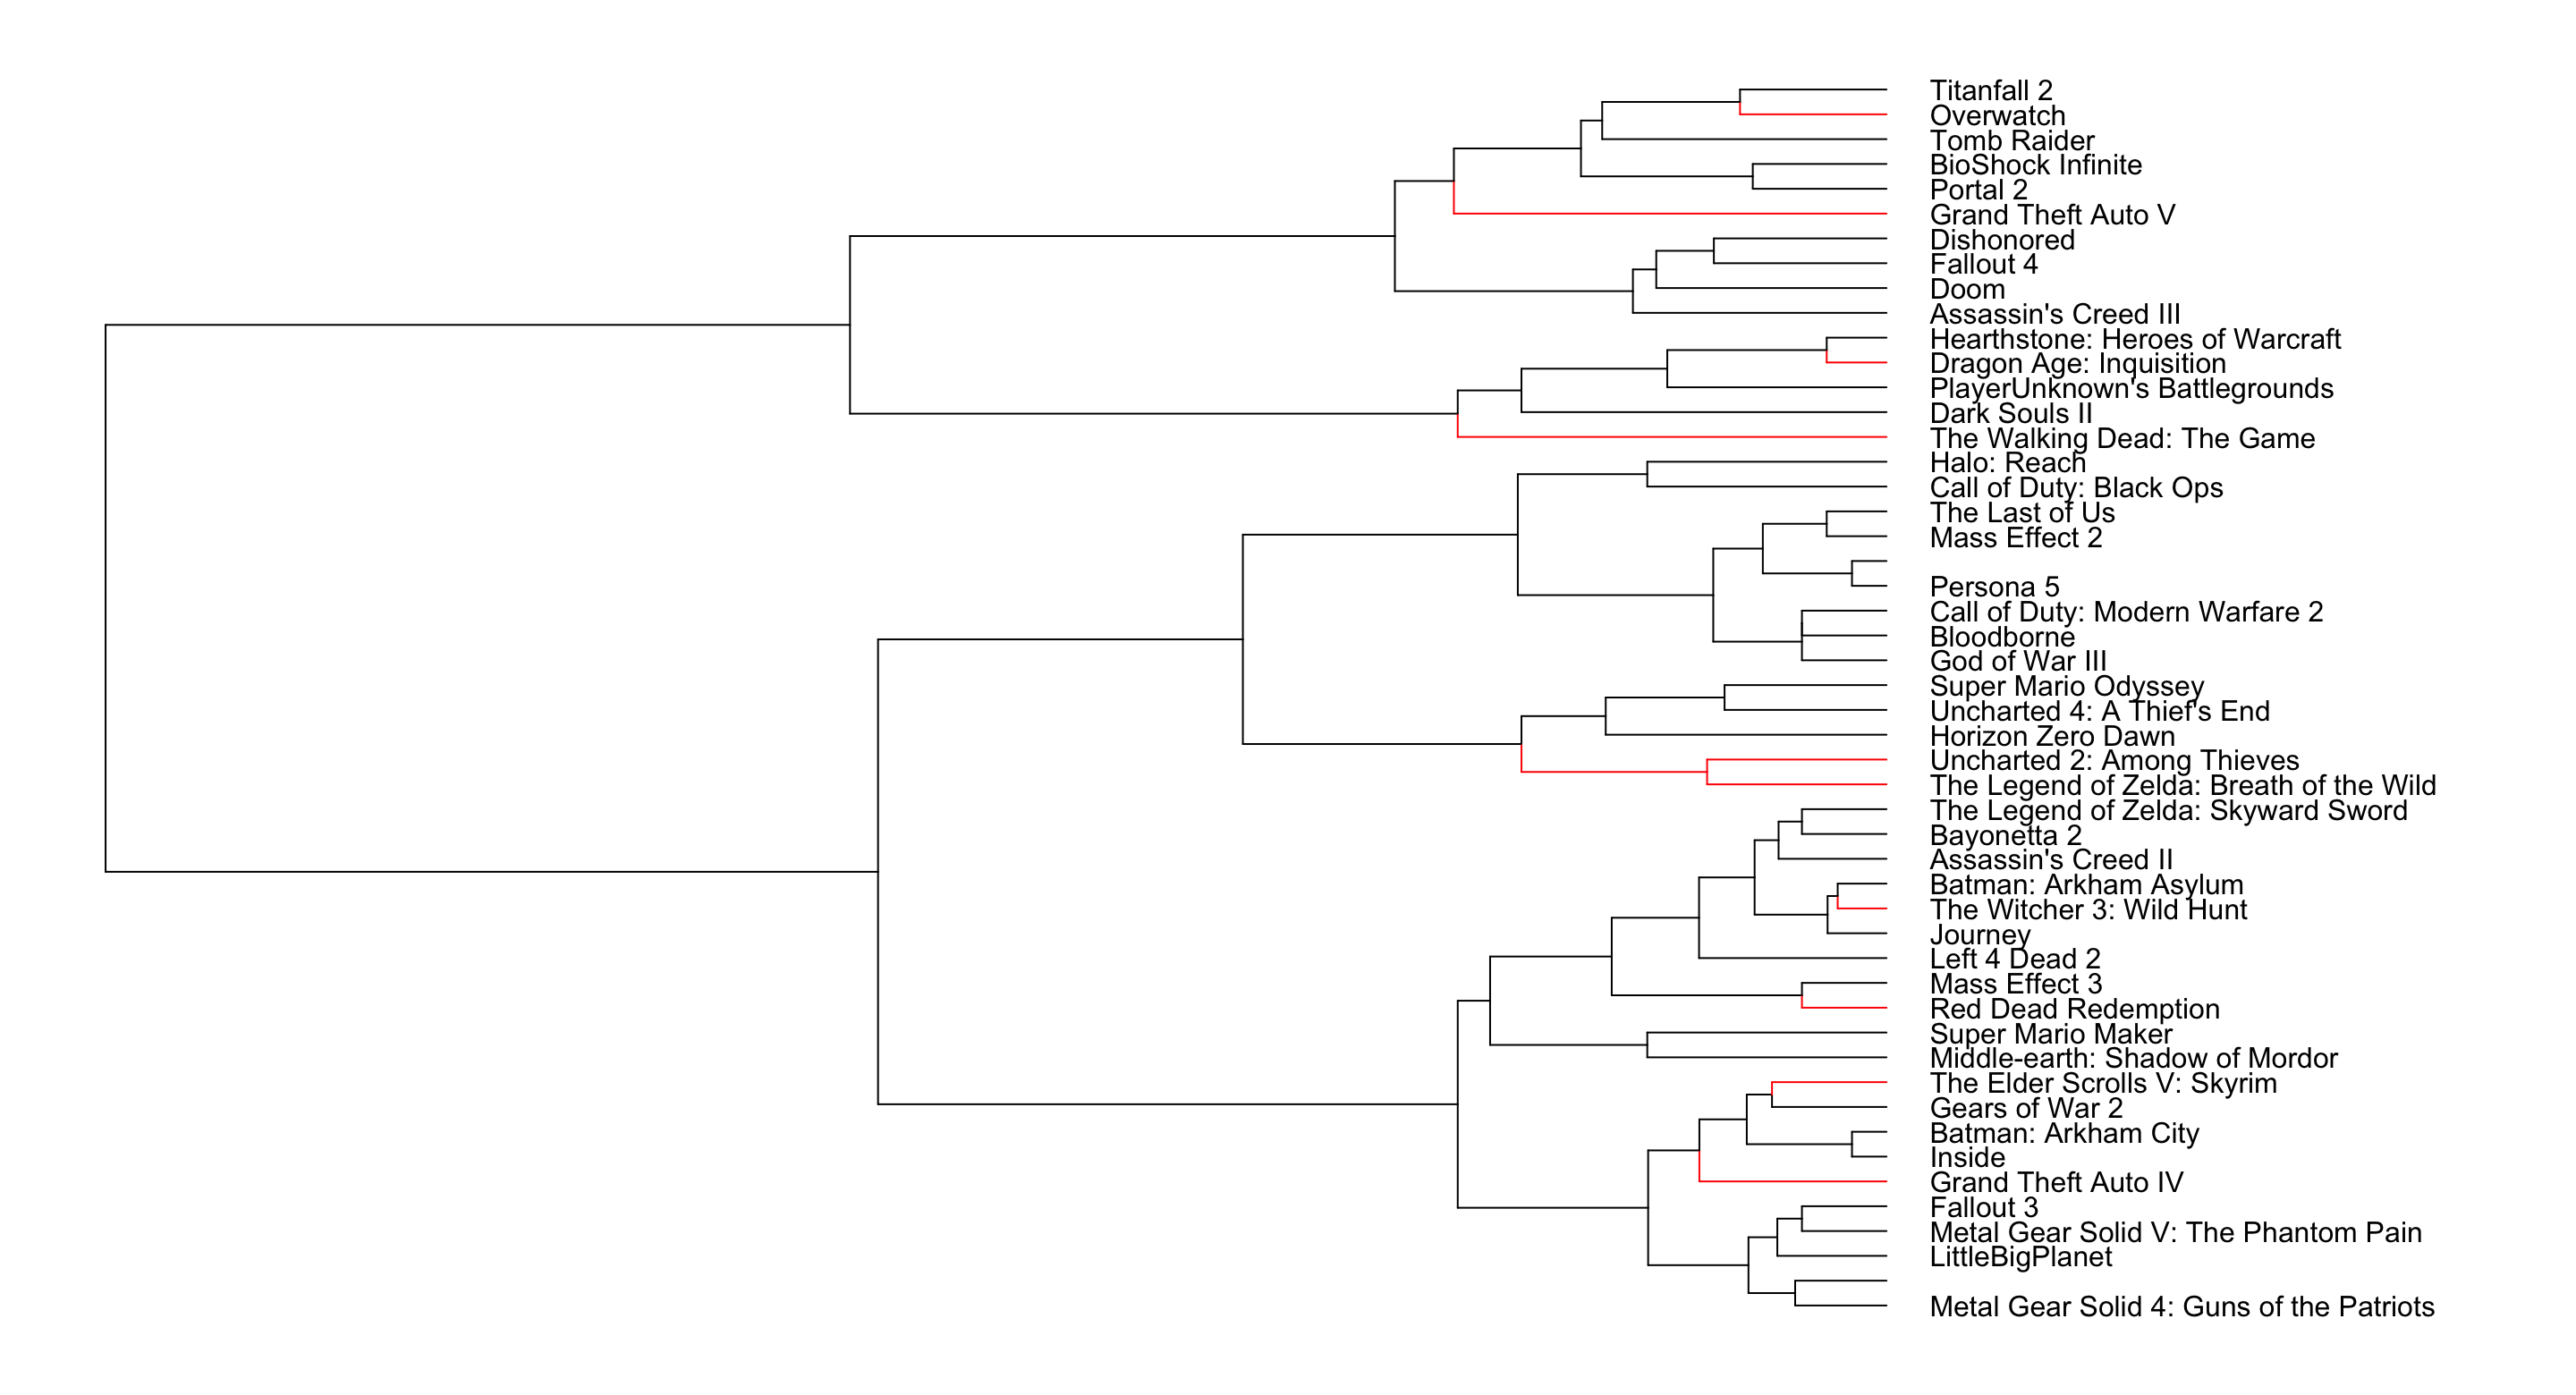 Titanfall 2
Overwatch
Tomb Raider
BioShock Infinite
Portal 2
Grand Theft Auto V
Dishonored
Fallout 4
Doom
Assassin's Creed III
Hearthstone: Heroes of Warcraft
Dragon Age: Inquisition
PlayerUnknown's Battlegrounds
Dark Souls II
The Walking Dead: The Game
Halo: Reach
Call of Duty: Black Ops
The Last of Us
Mass Effect 2
Persona 5
Call of Duty: Modern Warfare 2
Bloodborne
God of War III
Super Mario Odyssey
Uncharted 4: A Thief's End
Horizon Zero Dawn
Uncharted 2: Among Thieves
The Legend of Zelda: Breath of the Wild
The Legend of Zelda: Skyward Sword
Bayonetta 2
Assassin's Creed II
Batman: Arkham Asylum
The Witcher 3: Wild Hunt
Journey
Left 4 Dead 2
Mass Effect 3
Red Dead Redemption
Super Mario Maker
Middle-earth: Shadow of Mordor
The Elder Scrolls V: Skyrim
Gears of War 2
Batman: Arkham City
Inside
Grand Theft Auto IV
Fallout 3
Metal Gear Solid V: The Phantom Pain
LittleBigPlanet
Metal Gear Solid 4: Guns of the Patriots